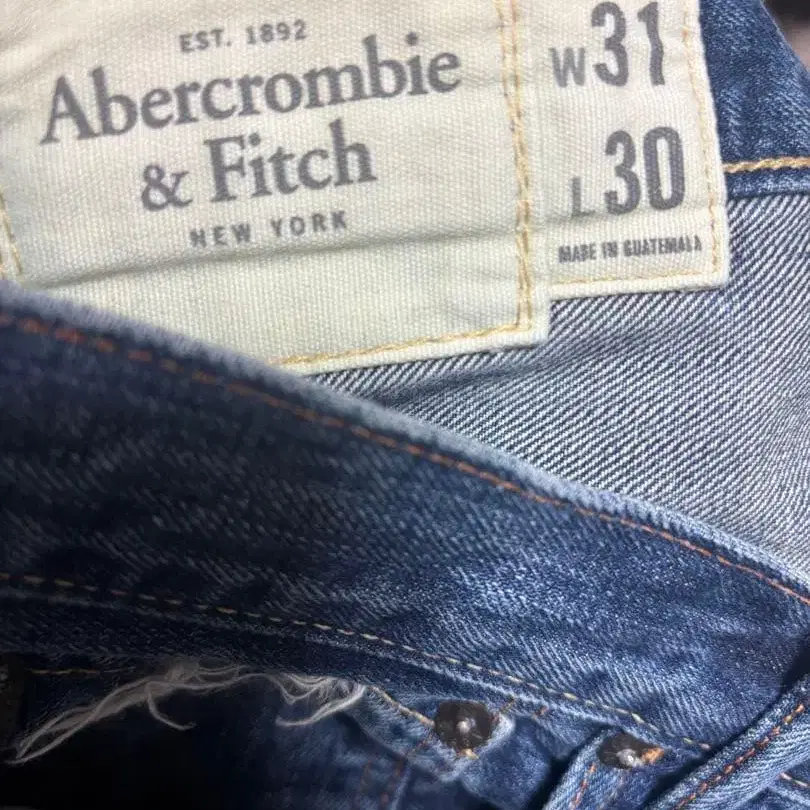 EST. 1892
Abercrombie
& Fitch
NEW YORK
W31
L30
MADE IN GUATEMALA